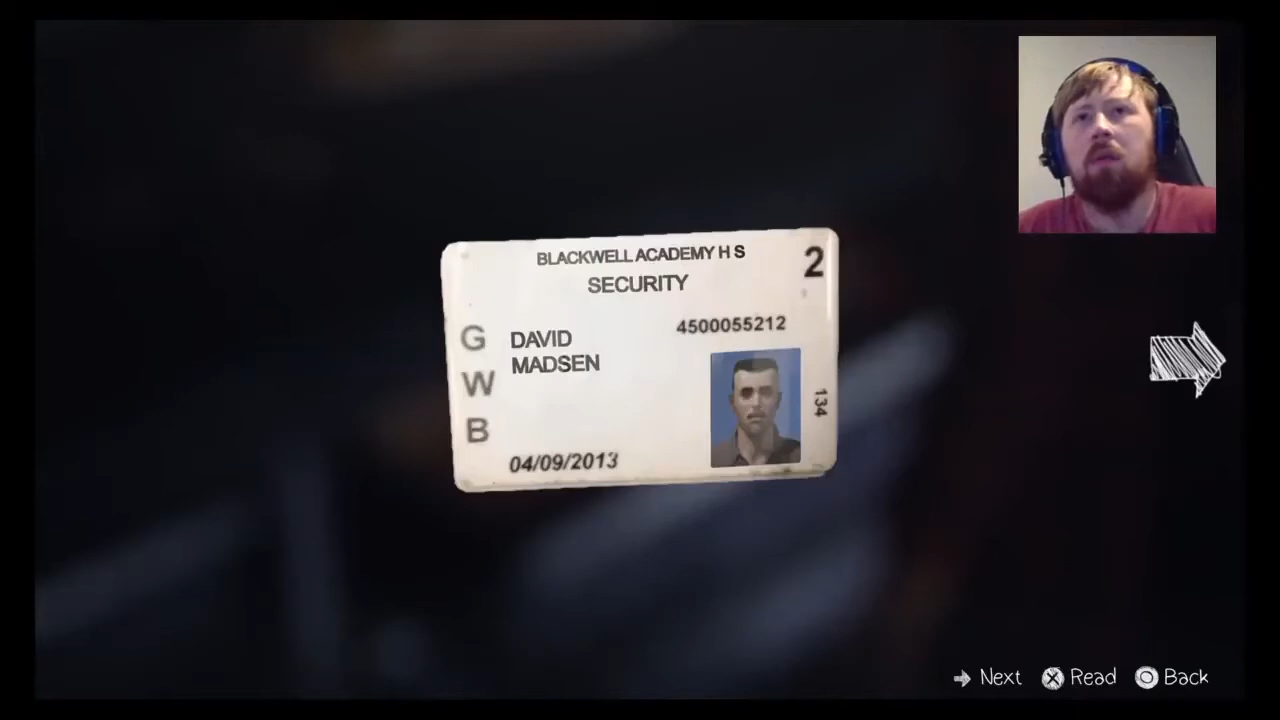 BLACKWELL ACADEMY H S
2
SECURITY
4500055212
G
W
B
DAVID
MADSEN
134
04/09/2013
Next
Read
Back